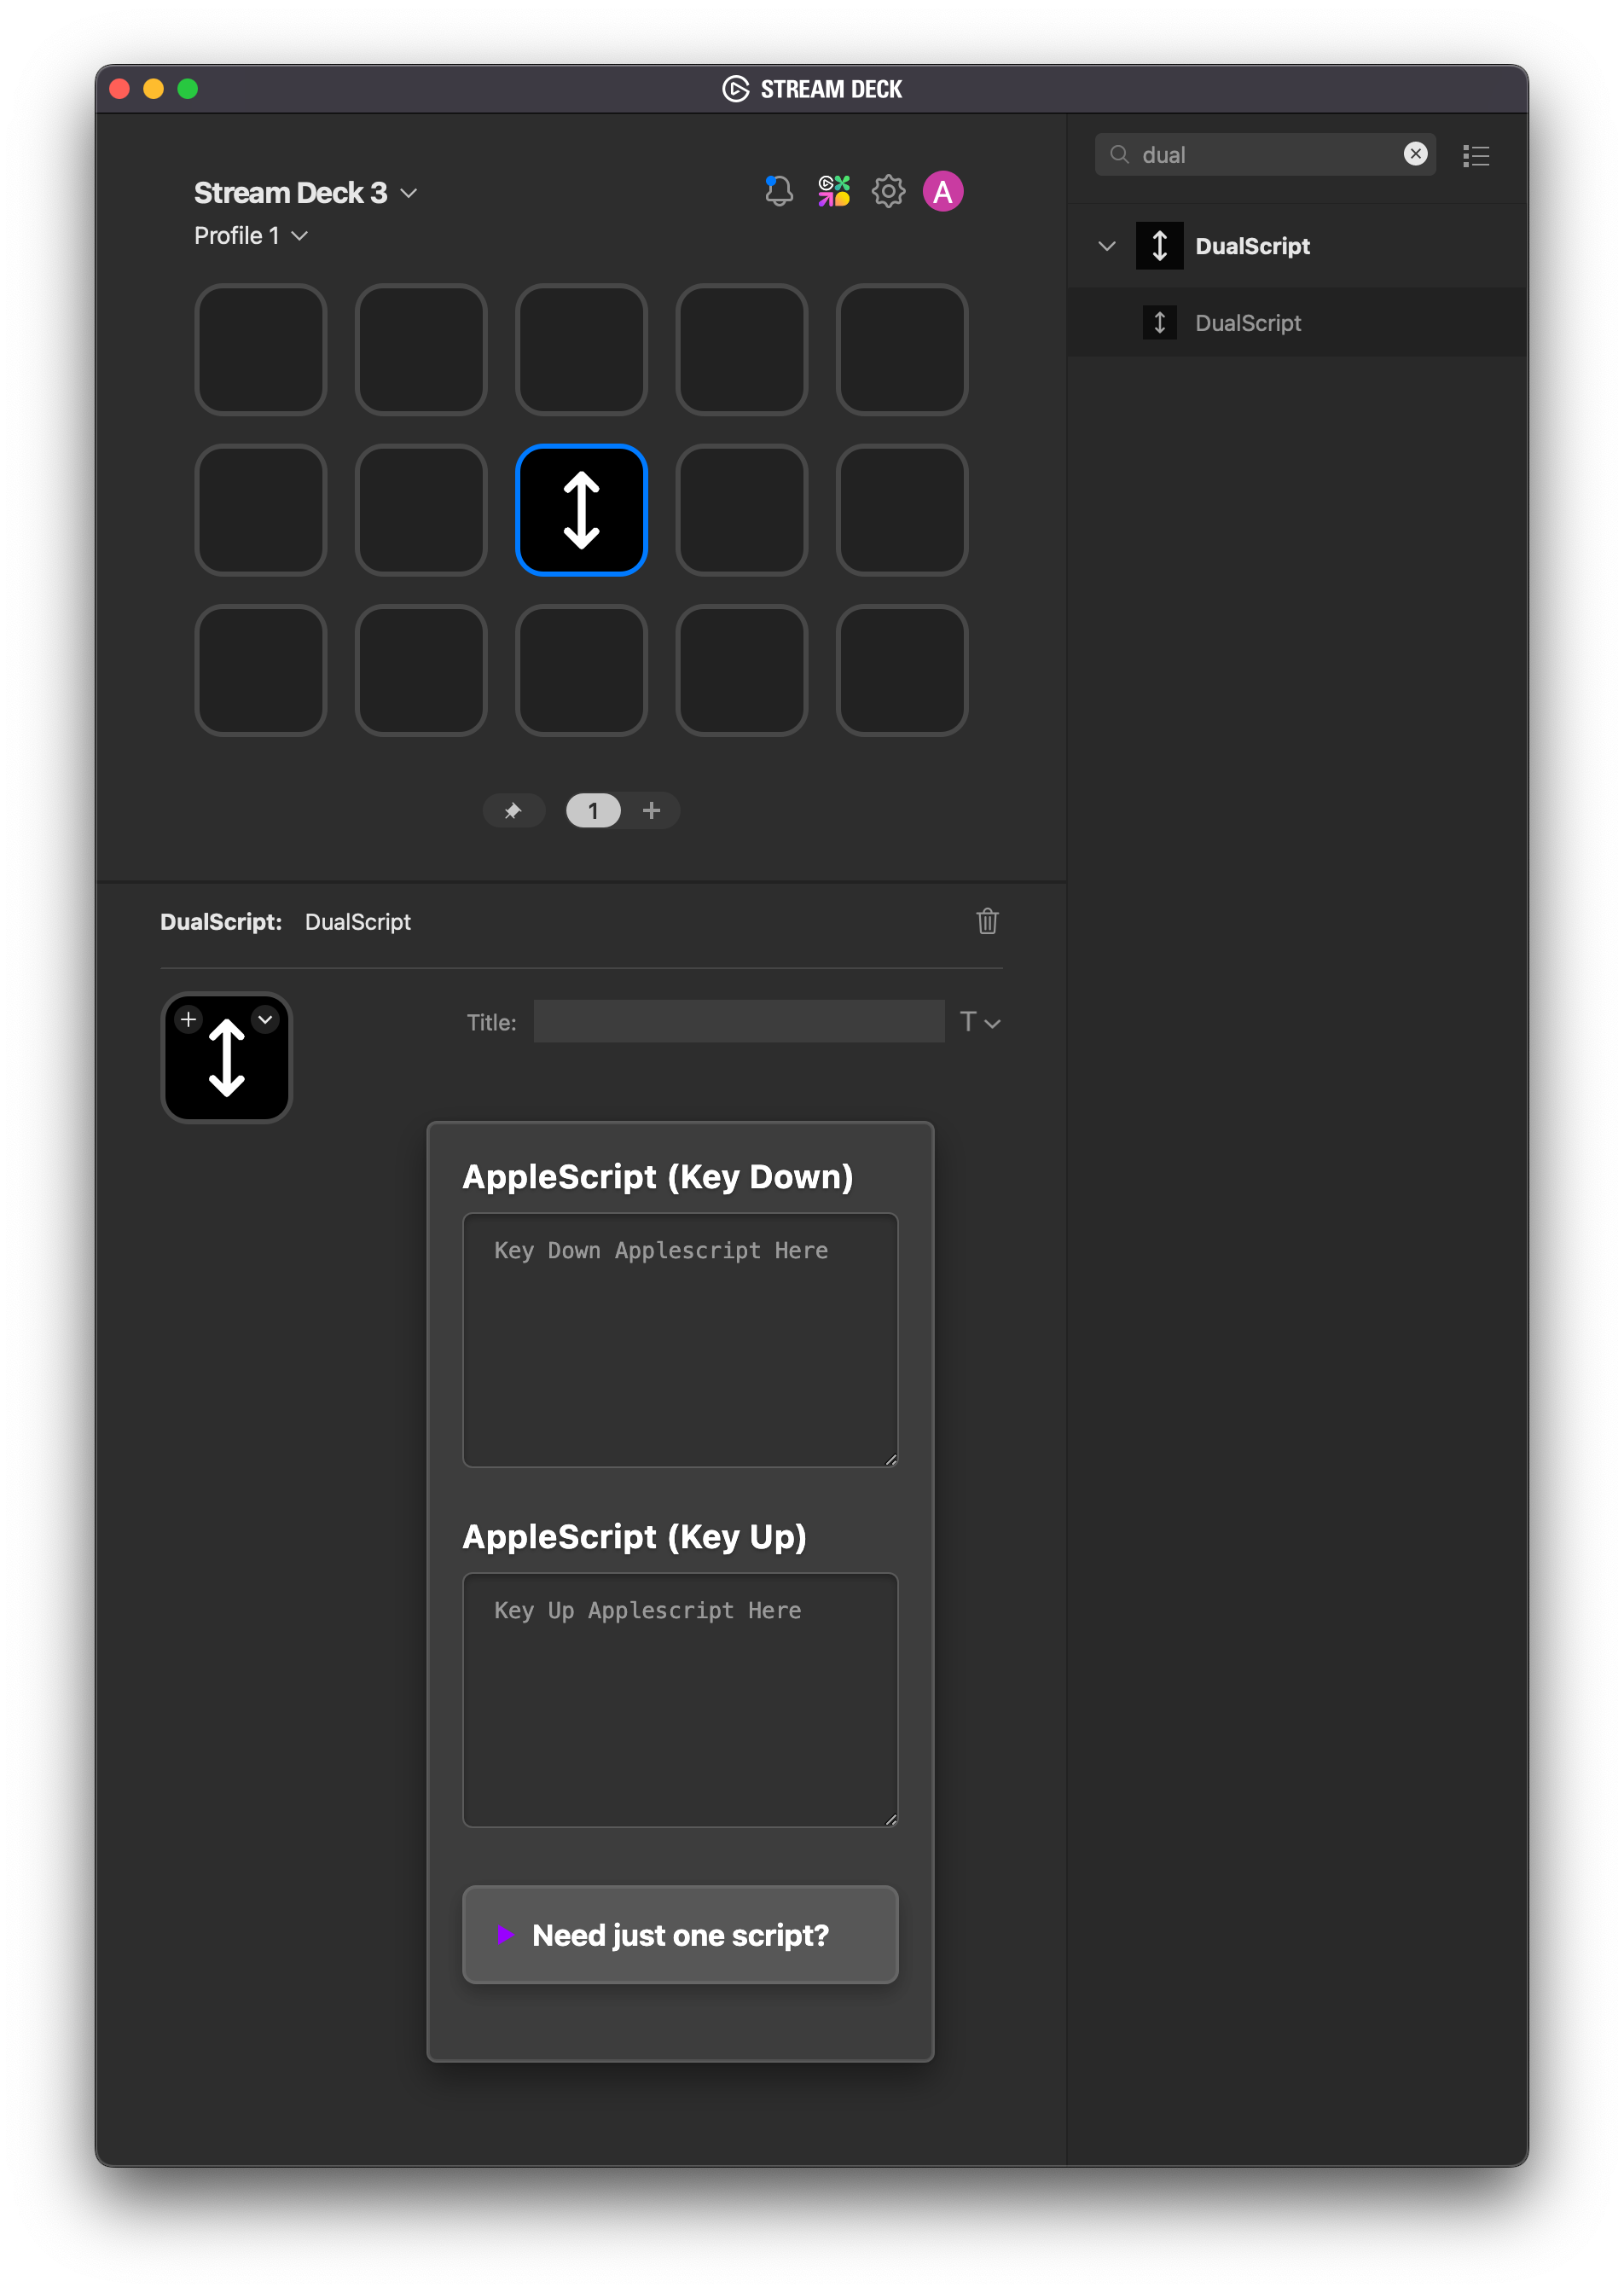 STREAM DECK
Stream Deck 3
Profile 1
A
dual
DualScript
DualScript
1
DualScript: DualScript
Title:
T
AppleScript (Key Down)
Key Down Applescript Here
AppleScript (Key Up)
Key Up Applescript Here
Need just one script?